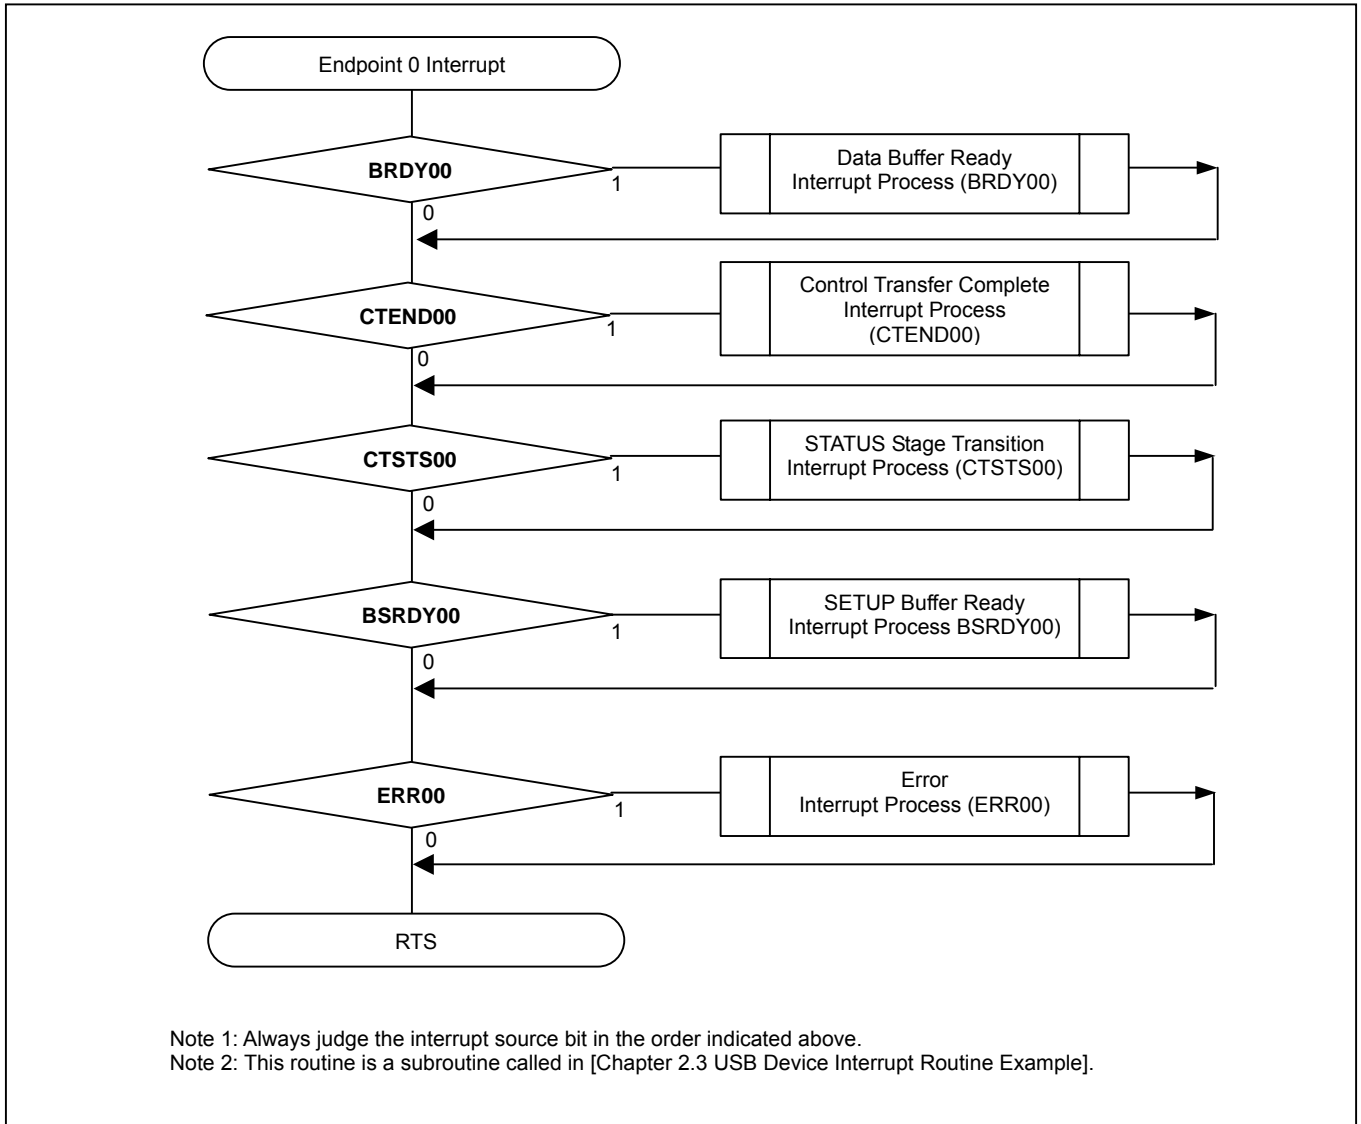 Endpoint 0 Interrupt
BRDY00
1
0
Data Buffer Ready
Interrupt Process (BRDY00)
CTEND00
1
0
Control Transfer Complete
Interrupt Process
(CTEND00)
CTSTS00
1
0
STATUS Stage Transition
Interrupt Process (CTSTS00)
BSRDY00
1
0
SETUP Buffer Ready
Interrupt Process BSRDY00)
ERR00
1
0
Error
Interrupt Process (ERR00)
RTS
Note 1: Always judge the interrupt source bit in the order indicated above.
Note 2: This routine is a subroutine called in [Chapter 2.3 USB Device Interrupt Routine Example].